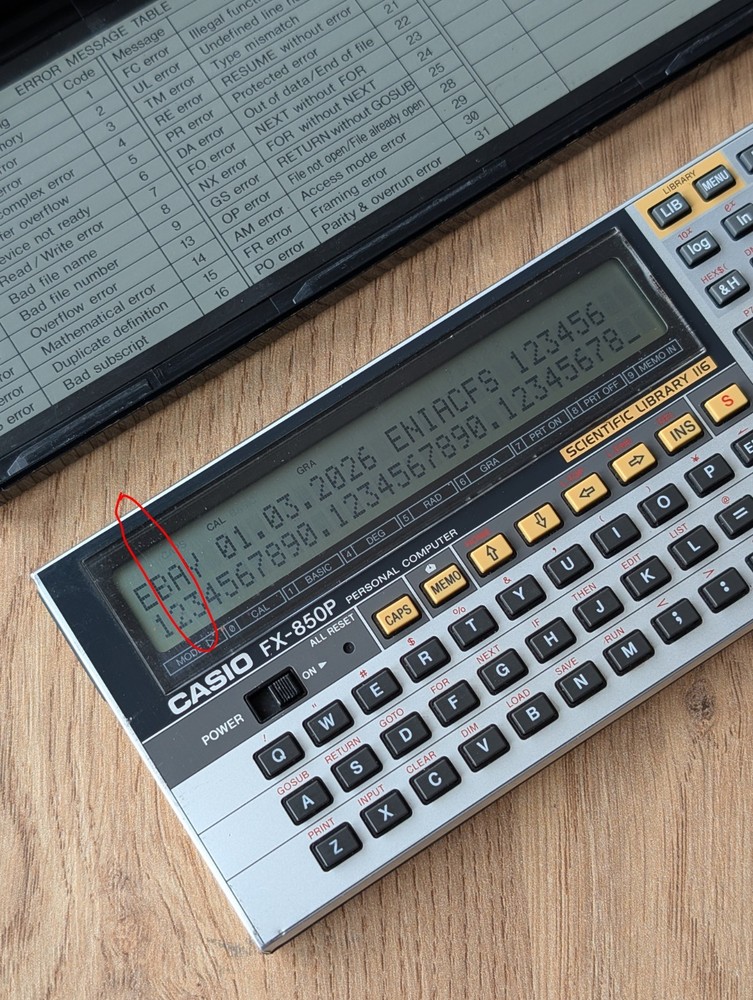 ERROR MESSAGE TABLE
Code Message
1 FC error Illegal
2 UL error Undefined line
3 TM error Type mismatch
4 RE error RESUME without error 21
error 5 PR error Protected error 22
overflow 6 DA error Out of data/End of file 23
not ready 7 FO error NEXT without FOR 24
Read / Write error 8 NX error FOR without NEXT 25
Bad file name 9 GS error RETURN without GOSUB 28
Bad file number 13 OP error File not open/File already open 29
Overflow error 14 AM error Access mode error 30
Mathematical error 15 FR error Framing error 31
Duplicate definition 16 PO error Parity & overrun error
error Bad subscript
CAL GRA
EBAY 01.03.2026 ENIACFS 123456
1234567890.1234567890.12345678_
MODE 0 CAL 1 BASIC 4 DEG 5 RAD 6 GRA 7 PRT ON 8 PRT OFF 9 MEMO IN
CASIO FX-850P PERSONAL COMPUTER
SCIENTIFIC LIBRARY 116
LIBRARY
LIB MENU
10x ex
log ln
HEX$(
&H
POWER ON ▶
ALL RESET
CAPS MEMO ⇧ ⇩ ⇦ ⇨ INS S
! " # $ % & ' (
Q W E R T Y U I O P
GOSUB RETURN GOTO FOR NEXT IF THEN EDIT LIST
A S D F G H J K L =
PRINT INPUT CLEAR DIM LOAD SAVE RUN < >
Z X C V B N M ; :